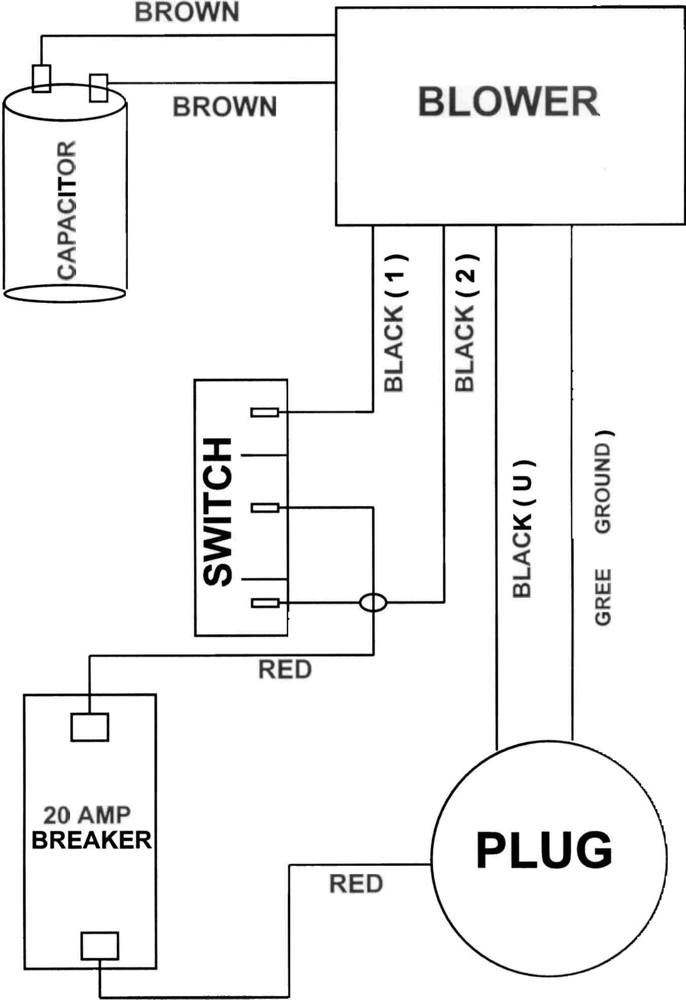 BROWN
BROWN
BLOWER
CAPACITOR
BLACK ( 1 )
BLACK ( 2 )
SWITCH
BLACK ( U )
GREE GROUND )
RED
20 AMP
BREAKER
PLUG
RED